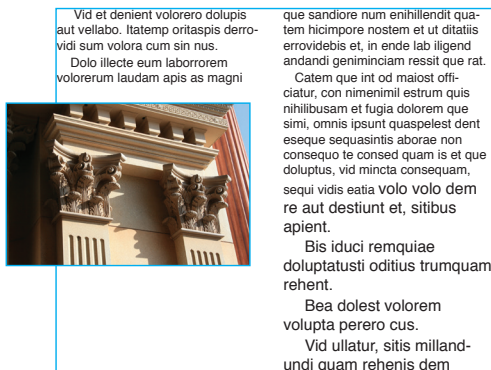 Vid et denient volorero dolupis
aut vellabo. Itatemp oritaspis derro-
vidi sum volora cum sin nus.
Dolo illecte eum laborrorem
volorerum laudam apis as magni
que sandiore num enihillendit qua-
tem hicimpore nostem et ut ditatiis
errovidebis et, in ende lab iligend
andandi geniminciam ressit que rat.
Catem que int od maiost offi-
ciatur, con nimenimil estrum quis
nihilibusam et fugia dolorem que
simi, omnis ipsunt quaspelest dent
eseque sequasintis aborae non
consequo te consed quam is et que
doluptus, vid mincta consequam,
sequi vidis eatia volo volo dem
re aut destiunt et, sitibus
apient.
Bis iduci remquiae
doluptatusti oditius trumquam
rehent.
Bea dolest volorem
volupta perero cus.
Vid ullatur, sitis milland-
undi quam rehenis dem